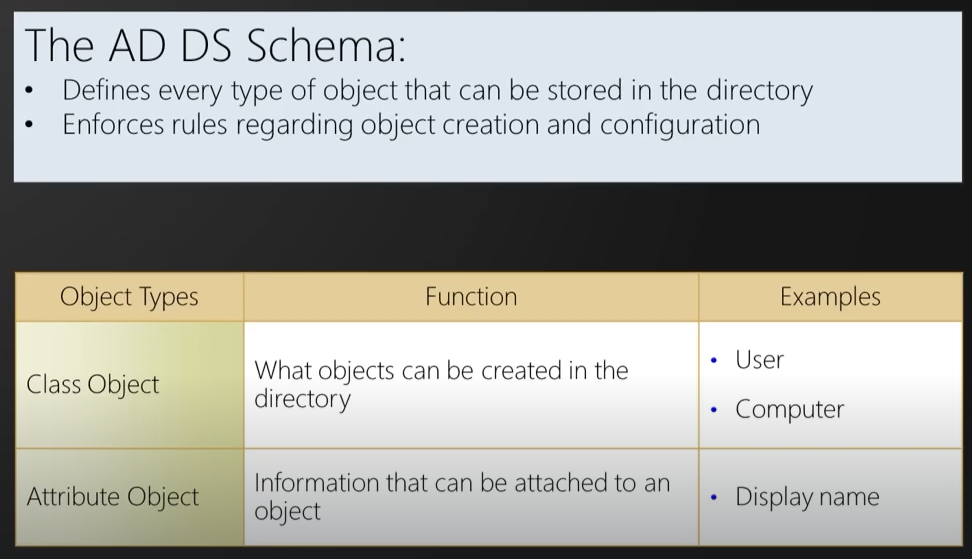 The AD DS Schema:
• Defines every type of object that can be stored in the directory
• Enforces rules regarding object creation and configuration
Object Types
Function
Examples
Class Object
What objects can be created in the
directory
• User
• Computer
Attribute Object
Information that can be attached to an
object
• Display name